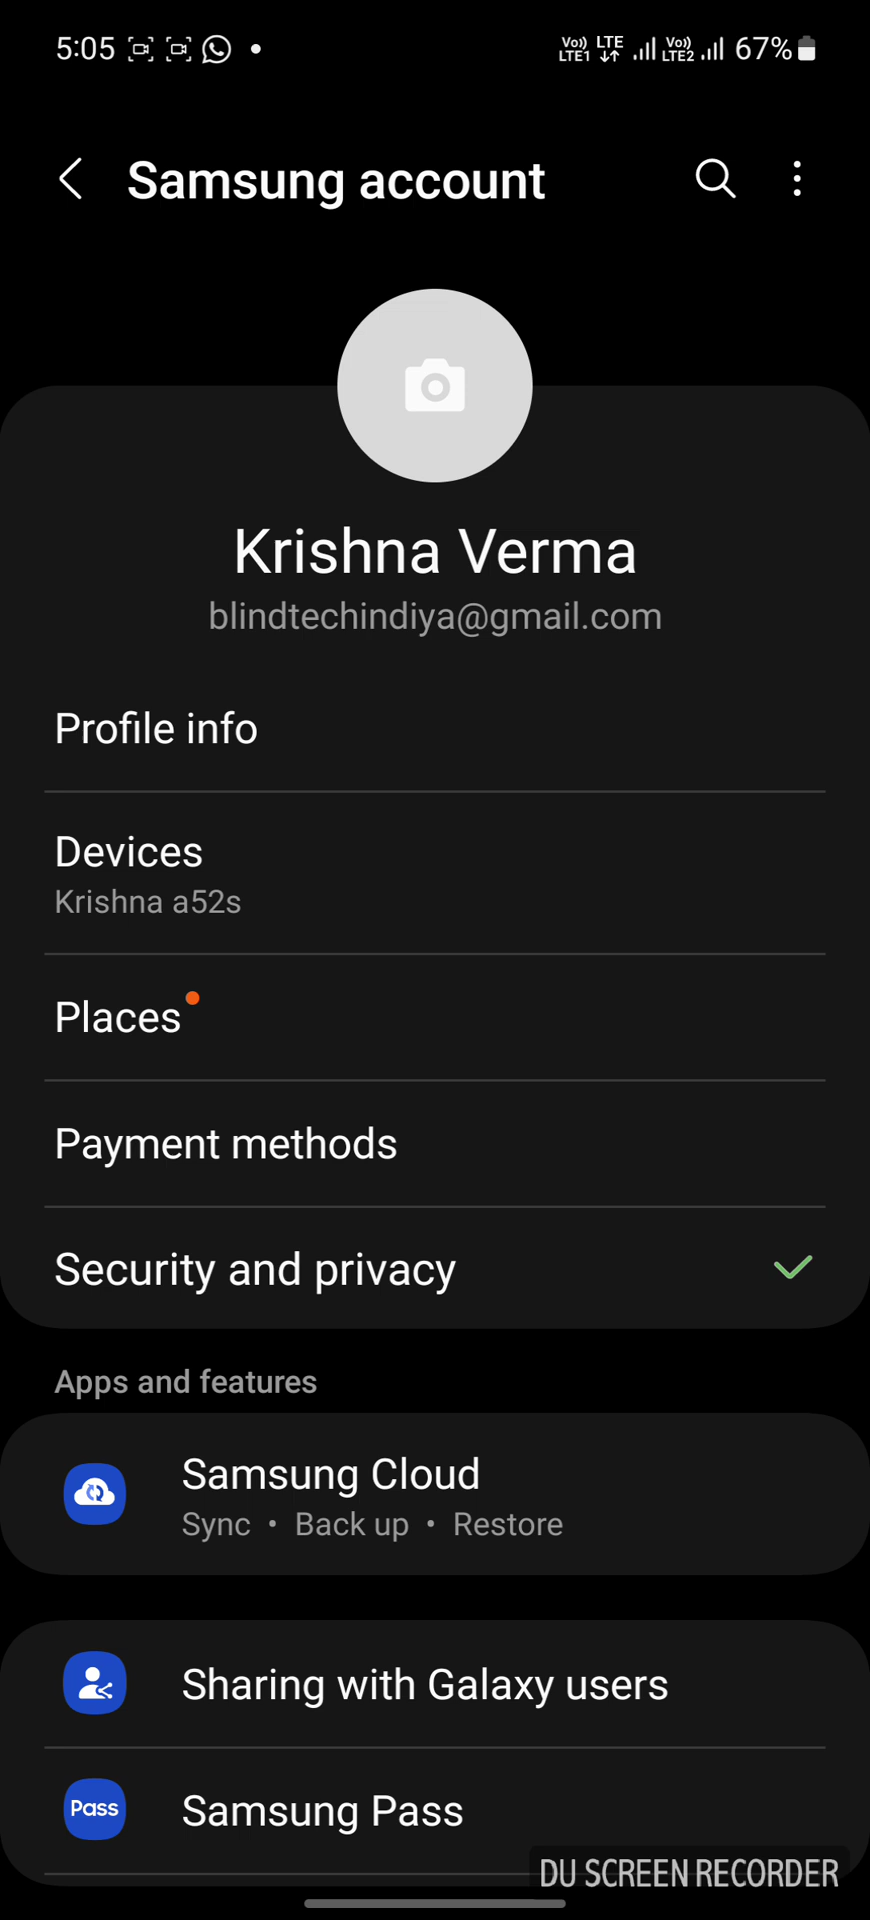 5:05 Vo)) LTE1 LTE Vo)) LTE2 67%
Samsung account
Krishna Verma
blindtechindiya@gmail.com
Profile info
Devices
Krishna a52s
Places
Payment methods
Security and privacy
Apps and features
Samsung Cloud
Sync • Back up • Restore
Sharing with Galaxy users
Pass Samsung Pass
DU SCREEN RECORDER